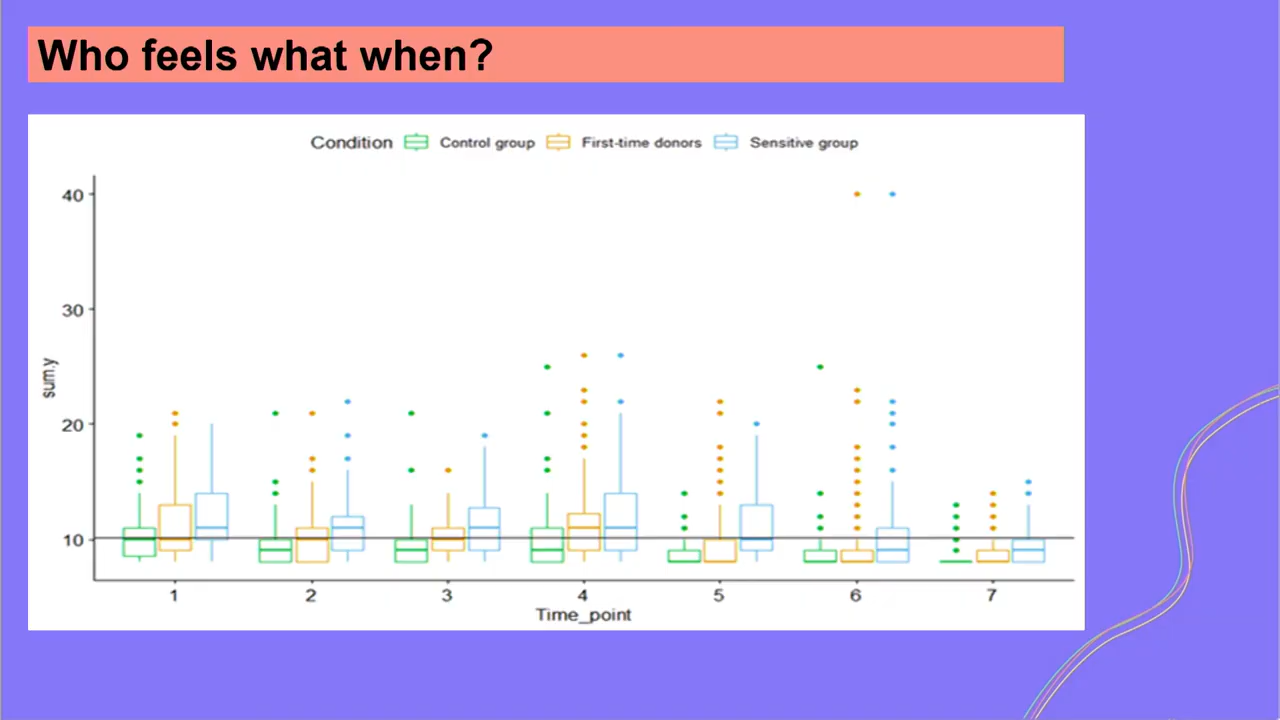 Who feels what when?
Condition Control group First-time donors Sensitive group
40
30
20
10
sum.y
1 2 3 4 5 6 7
Time_point